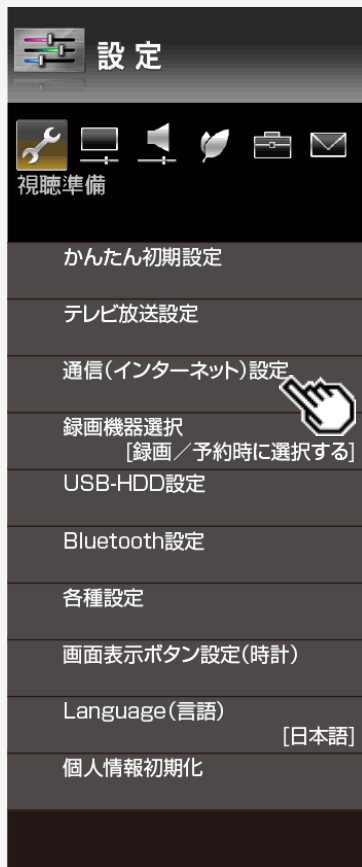 設定
視聴準備
かんたん初期設定
テレビ放送設定
通信(インターネット)設定
録画機器選択
[録画／予約時に選択する]
USB-HDD設定
Bluetooth設定
各種設定
画面表示ボタン設定(時計)
Language(言語)
[日本語]
個人情報初期化